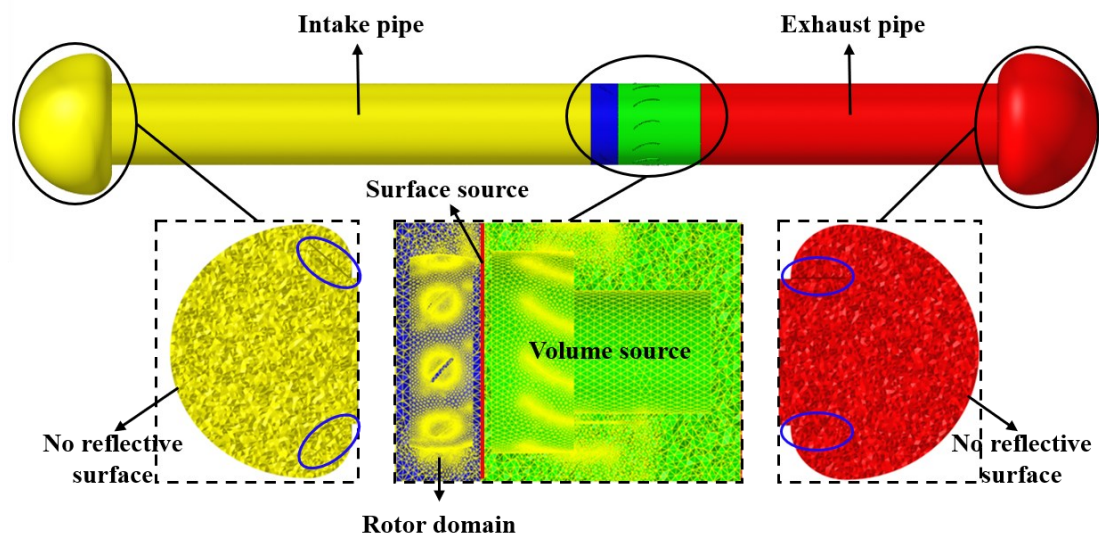 Intake pipe
Exhaust pipe
Surface source
Volume source
No reflective
surface
No reflective
surface
Rotor domain